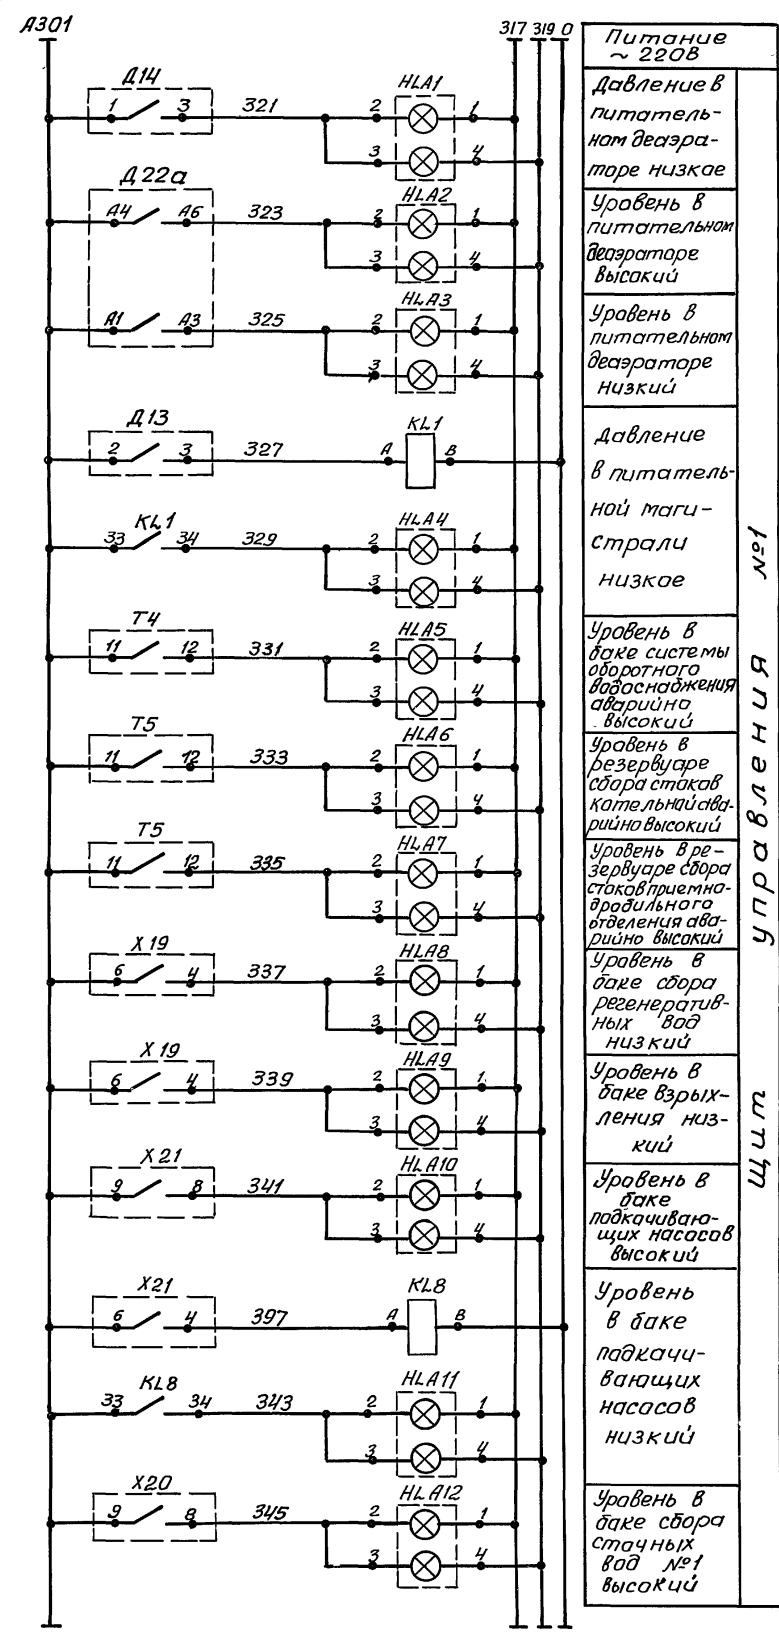 А301
317 319 0
Питание
~ 220В
Д14
HLA1
1 3 321 2 1
3 4
Давление в
питатель-
ном деаэра-
торе низкое
Д22а
HLA2
А4 А6 323 2 1
3 4
Уровень в
питательном
деаэраторе
высокий
HLA3
А1 А3 325 2 1
3 4
Уровень в
питательном
деаэраторе
низкий
Д13
KL1
2 3 327 А В
KL1
HLA4
33 34 329 2 1
3 4
Давление
в питатель-
ной маги-
страли
низкое
Т4
HLA5
11 12 331 2 1
3 4
Уровень в
баке системы
оборотного
водоснабжения
аварийно
высокий
Т5
HLA6
11 12 333 2 1
3 4
Уровень в
резервуаре
сбора стоков
котельной ава-
рийно высокий
Т5
HLA7
11 12 335 2 1
3 4
Уровень в ре-
зервуаре сбора
стоков приемно-
дробильного
отделения ава-
рийно высокий
Х19
HLA8
6 4 337 2 1
3 4
Уровень в
баке сбора
регенератив-
ных вод
низкий
Х19
HLA9
6 4 339 2 1
3 4
Уровень в
баке взрых-
ления низ-
кий
Х21
HLA10
9 8 341 2 1
3 4
Уровень в
баке
подкачиваю-
щих насосов
высокий
Х21
KL8
6 4 397 А В
KL8
HLA11
33 34 343 2 1
3 4
Уровень
в баке
подкачи-
вающих
насосов
низкий
Х20
HLA12
9 8 345 2 1
3 4
Уровень в
баке сбора
сточных
вод №1
высокий
Щит управления №1